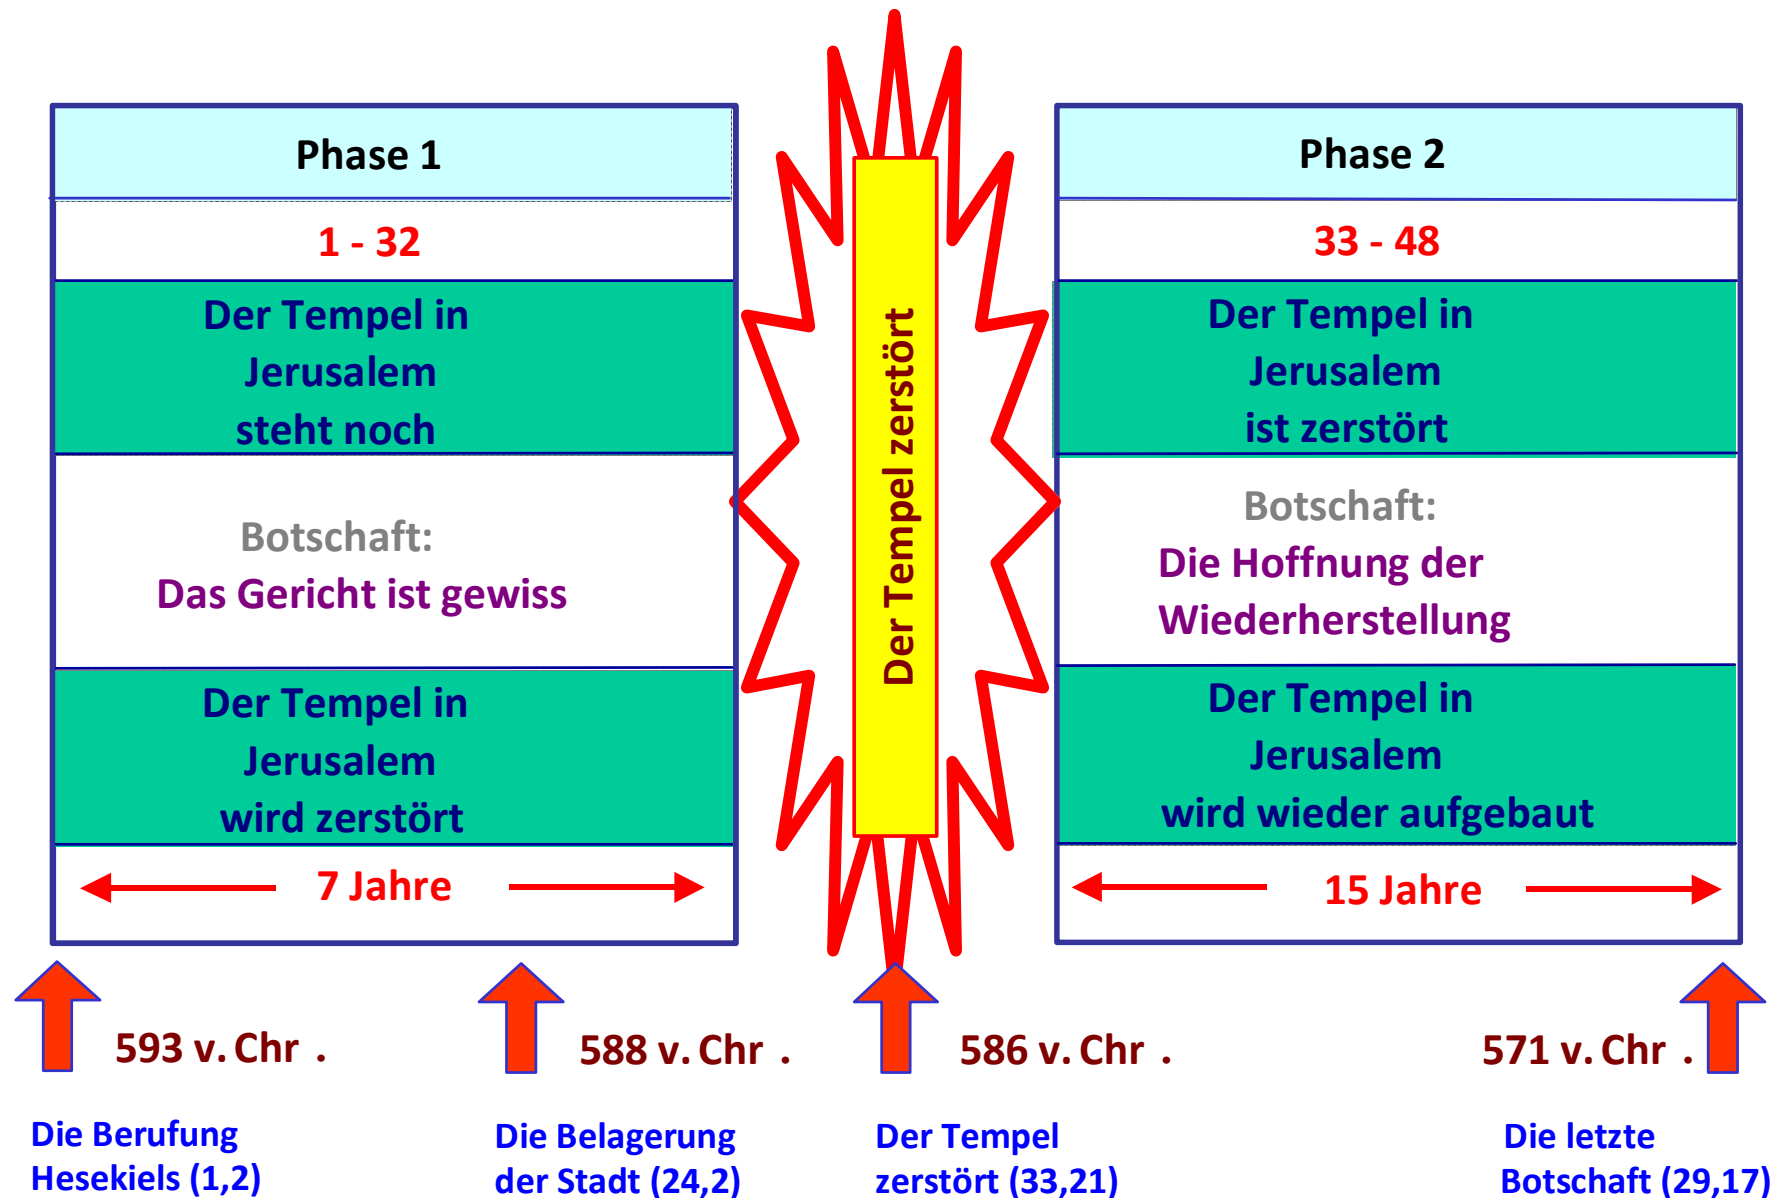 Phase 1
1 - 32
Der Tempel in
Jerusalem
steht noch
Botschaft:
Das Gericht ist gewiss
Der Tempel in
Jerusalem
wird zerstört
7 Jahre
Der Tempel zerstört
Phase 2
33 - 48
Der Tempel in
Jerusalem
ist zerstört
Botschaft:
Die Hoffnung der
Wiederherstellung
Der Tempel in
Jerusalem
wird wieder aufgebaut
15 Jahre
593 v. Chr .
Die Berufung
Hesekiels (1,2)
588 v. Chr .
Die Belagerung
der Stadt (24,2)
586 v. Chr .
Der Tempel
zerstört (33,21)
571 v. Chr .
Die letzte
Botschaft (29,17)